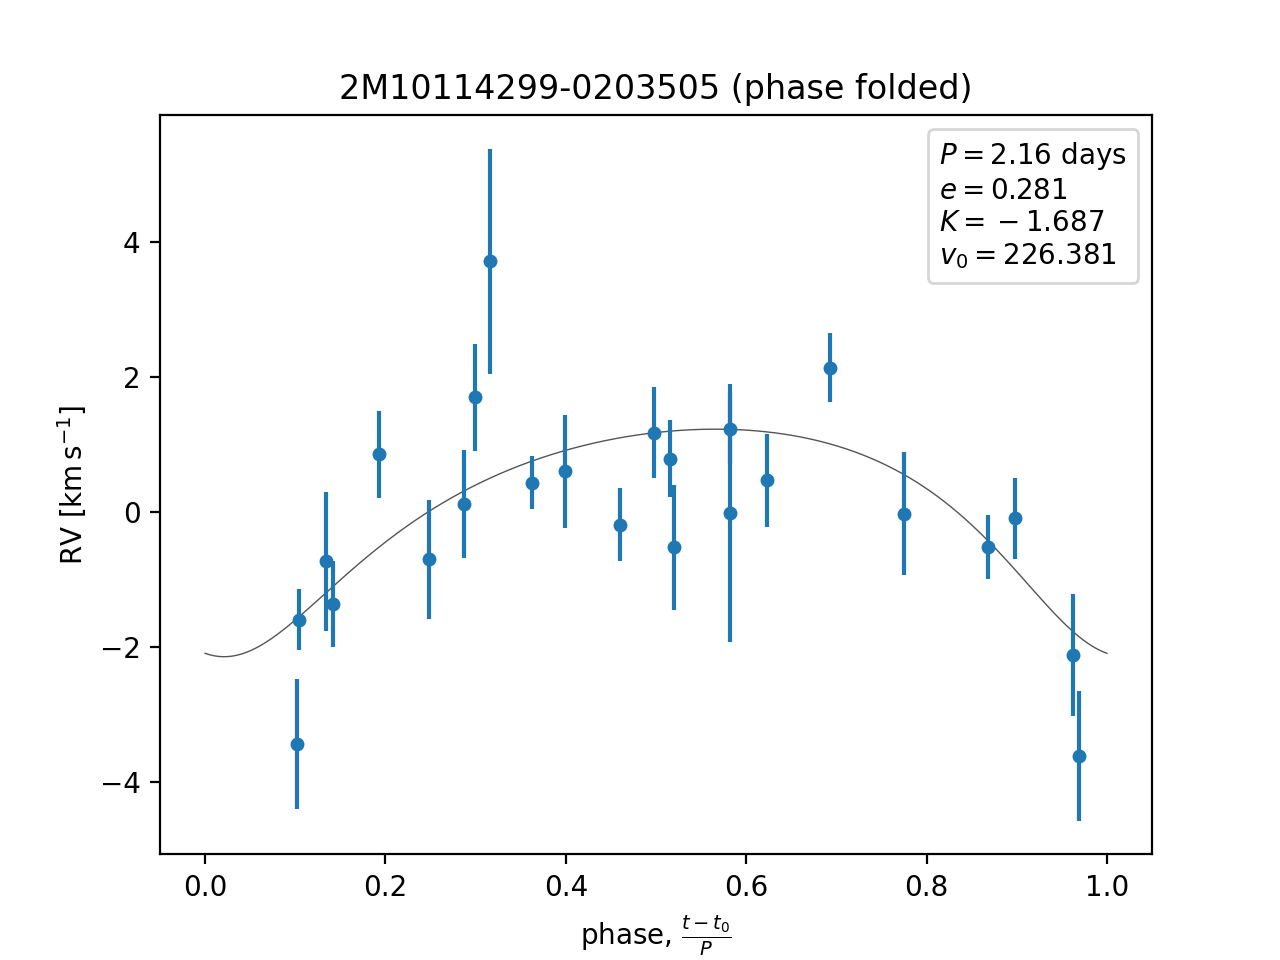 2M10114299-0203505 (phase folded)
P = 2.16 days
e = 0.281
K = −1.687
v₀ = 226.381
RV [km s⁻¹]
4
2
0
−2
−4
0.0 0.2 0.4 0.6 0.8 1.0
phase, (t − t₀)/P